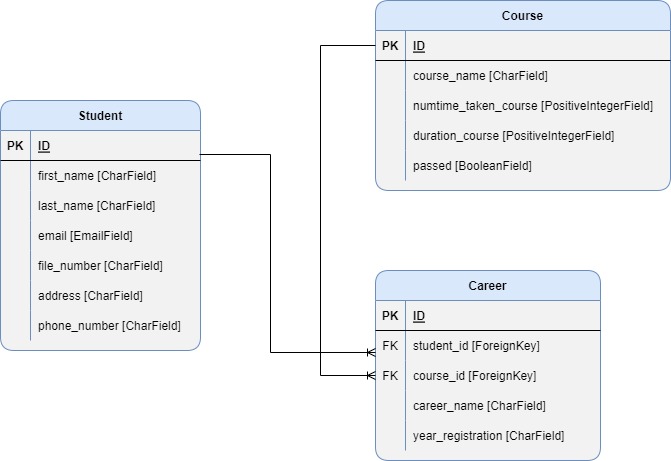 Course
PK ID
course_name [CharField]
numtime_taken_course [PositiveIntegerField]
duration_course [PositiveIntegerField]
passed [BooleanField]
Student
PK ID
first_name [CharField]
last_name [CharField]
email [EmailField]
file_number [CharField]
address [CharField]
phone_number [CharField]
Career
PK ID
FK student_id [ForeignKey]
FK course_id [ForeignKey]
career_name [CharField]
year_registration [CharField]